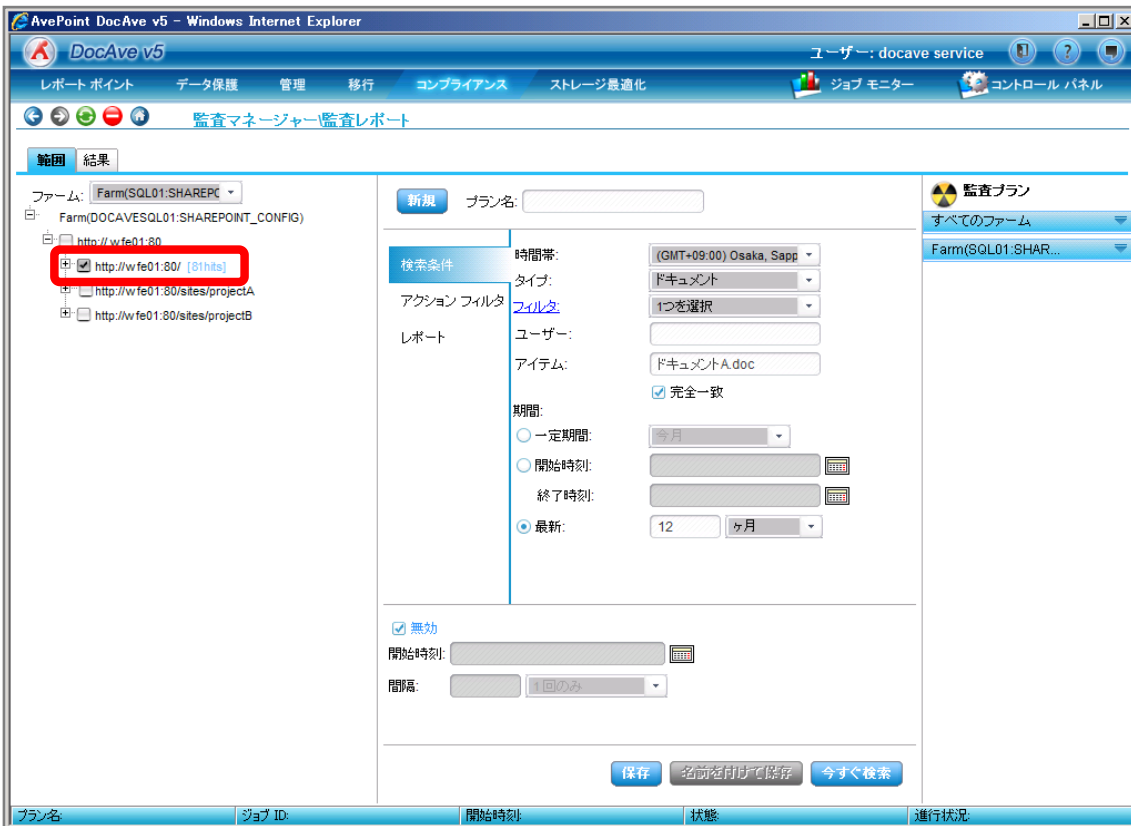 AvePoint DocAve v5 - Windows Internet Explorer
DocAve v5
ユーザー: docave service
レポート ポイント データ保護 管理 移行 コンプライアンス ストレージ最適化 ジョブ モニター コントロール パネル
監査マネージャー\監査レポート
範囲 結果
ファーム: Farm(SQL01:SHAREPC
Farm(DOCAVESQL01:SHAREPOINT_CONFIG)
http://wfe01:80
http://wfe01:80/ [81hits]
http://wfe01:80/sites/projectA
http://wfe01:80/sites/projectB
新規 プラン名:
検索条件
アクション フィルタ
レポート
時間帯: (GMT+09:00) Osaka, Sapp
タイプ: ドキュメント
フィルタ: 1つを選択
ユーザー:
アイテム: ドキュメントA.doc
完全一致
期間:
一定期間: 今月
開始時刻:
終了時刻:
最新: 12 ヶ月
無効
開始時刻:
間隔: 1回のみ
保存 名前を付けて保存 今すぐ検索
監査プラン
すべてのファーム
Farm(SQL01:SHAR...
プラン名: ジョブ ID: 開始時刻: 状態: 進行状況: